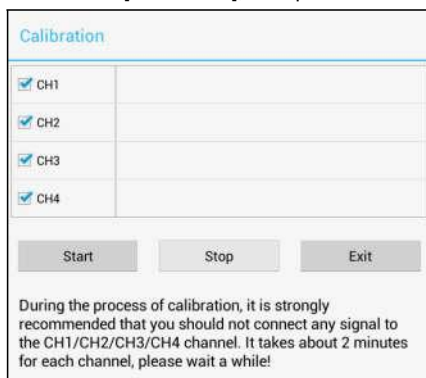 Calibration
CH1
CH2
CH3
CH4
Start Stop Exit
During the process of calibration, it is strongly
recommended that you should not connect any signal to
the CH1/CH2/CH3/CH4 channel. It takes about 2 minutes
for each channel, please wait a while!